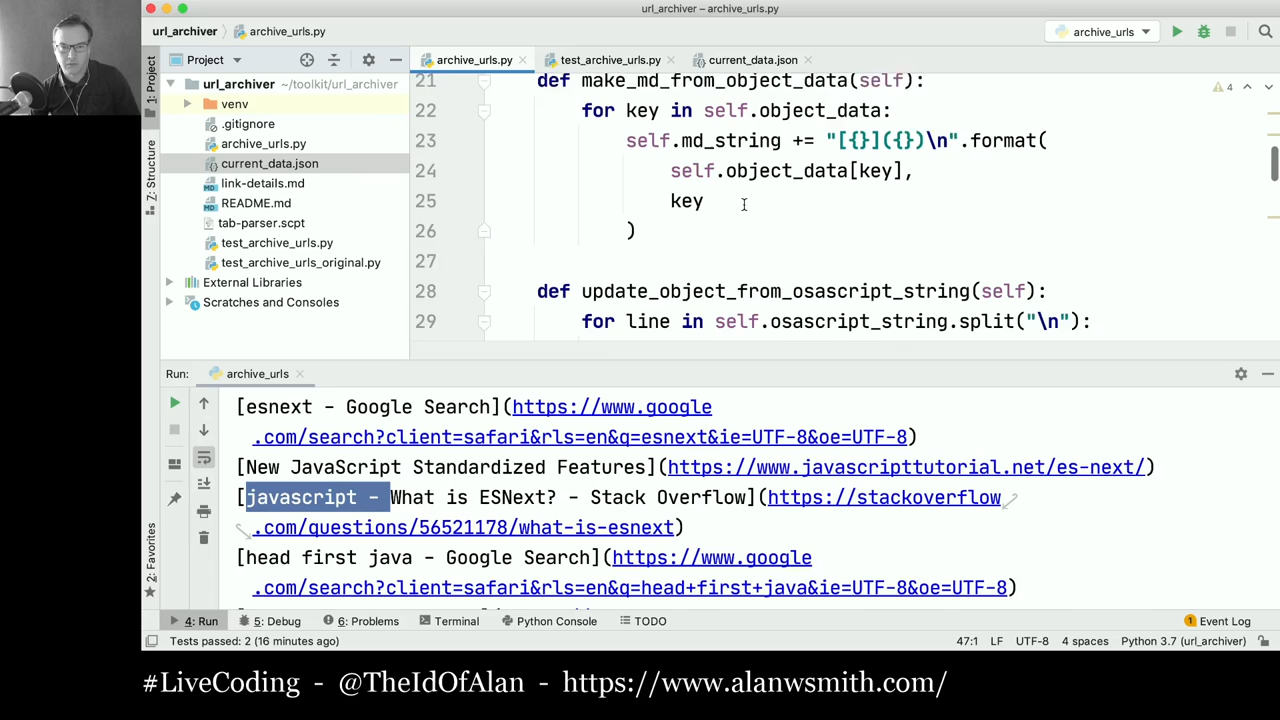 url_archiver – archive_urls.py
url_archiver archive_urls.py archive_urls
Project archive_urls.py test_archive_urls.py current_data.json
1: Project
Z: Structure
2: Favorites
url_archiver ~/toolkit/url_archiver
venv
.gitignore
archive_urls.py
current_data.json
link-details.md
README.md
tab-parser.scpt
test_archive_urls.py
test_archive_urls_original.py
External Libraries
Scratches and Consoles
4
21 def make_md_from_object_data(self):
22 for key in self.object_data:
23 self.md_string += "[{}]({})\n".format(
24 self.object_data[key],
25 key
26 )
27
28 def update_object_from_osascript_string(self):
29 for line in self.osascript_string.split("\n"):
Run: archive_urls
[esnext - Google Search](https://www.google
.com/search?client=safari&rls=en&q=esnext&ie=UTF-8&oe=UTF-8)
[New JavaScript Standardized Features](https://www.javascripttutorial.net/es-next/)
[javascript - What is ESNext? - Stack Overflow](https://stackoverflow
.com/questions/56521178/what-is-esnext)
[head first java - Google Search](https://www.google
.com/search?client=safari&rls=en&q=head+first+java&ie=UTF-8&oe=UTF-8)
4: Run 5: Debug 6: Problems Terminal Python Console TODO 1 Event Log
Tests passed: 2 (16 minutes ago) 47:1 LF UTF-8 4 spaces Python 3.7 (url_archiver)
#LiveCoding - @TheIdOfAlan - https://www.alanwsmith.com/